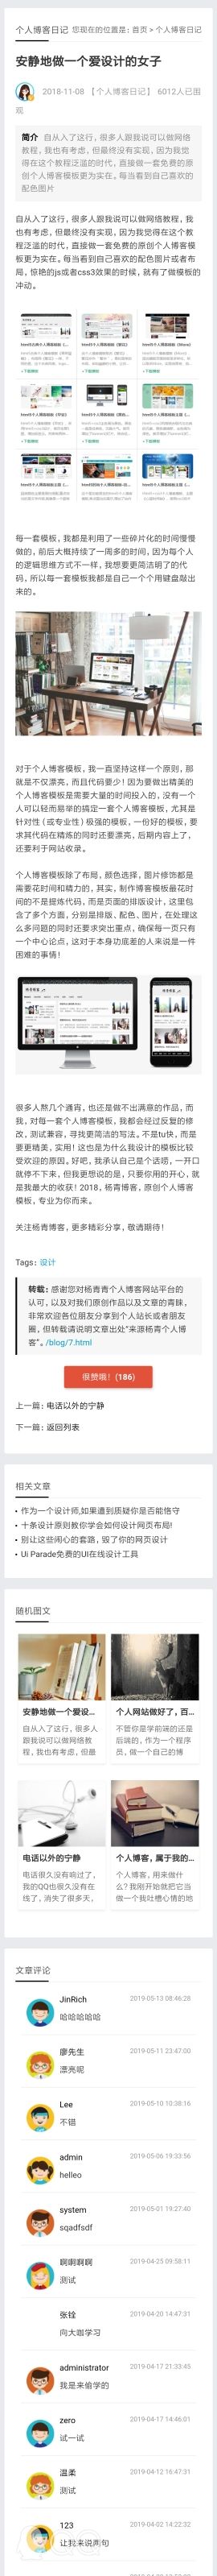 个人博客日记 您现在的位置是: 首页 > 个人博客日记
安静地做一个爱设计的女子
2018-11-08 【个人博客日记】 6012人已围
观
简介 自从入了这行，很多人跟我说可以做网络
教程，我也有考虑，但最终没有实现，因为我觉
得在这个教程泛滥的时代，直接做一套免费的原
创个人博客模板更为实在。每当看到自己喜欢的
配色图片
自从入了这行，很多人跟我说可以做网络教程，我
也有考虑，但最终没有实现，因为我觉得在这个教
程泛滥的时代，直接做一套免费的原创个人博客模
板更为实在。每当看到自己喜欢的配色图片或者布
局，惊艳的js或者css3效果的时候，就有了做模板的
冲动。
每一套模板，我都是利用了一些碎片化的时间慢慢
做的，前后大概持续了一周多的时间，因为每个人
的逻辑思维方式不一样，我想要更简洁明了的代
码，所以每一套模板我都是自己一个个用键盘敲出
来的。
对于个人博客模板，我一直坚持这样一个原则，那
就是不仅漂亮，而且代码要少！因为要做出精美的
个人博客模板是需要大量的时间投入的，没有一个
人可以轻而易举的搞定一套个人博客模板，尤其是
针对性（或专业性）极强的模板，一份好的模板，要
求其代码在精炼的同时还要漂亮，后期内容上了，
还要利于网站收录。
个人博客模板除了布局，颜色选择，图片修饰都是
需要花时间和精力的，其实，制作博客模板最花时
间的不是提炼代码，而是页面的排版设计，这里包
含了多个方面，分别是排版、配色、图片，在处理这
么多问题的同时还要求突出重点，确保每一页只有
一个中心论点，这对于本身功底差的人来说是一件
困难的事情！
很多人熬几个通宵，也还是做不出满意的作品，而
我，对每一套个人博客模板，我都会经过反复的修
改，测试兼容，寻找更简洁的写法。不是tu快，而是
要更精美，实用！这也是为什么我设计的模板比较
受欢迎的原因。好吧，我承认自己是个话唠，一开口
就停不下来，但我更想说的是，只要你用的开心，就
是我最大的收获！2018，杨青博客，原创个人博客
模板，专业为你而来。
关注杨青博客，更多精彩分享，敬请期待！
Tags: 设计
转载: 感谢您对杨青青个人博客网站平台的
认可，以及对我们原创作品以及文章的青睐，
非常欢迎各位朋友分享到个人站长或者朋友
圈，但转载请说明文章出处“来源杨青个人博
客”。/blog/7.html
很赞哦！(186)
上一篇: 电话以外的宁静
下一篇: 返回列表
相关文章
• 作为一个设计师,如果遭到质疑你是否能恪守
• 十条设计原则教你学会如何设计网页布局!
• 别让这些闹心的套路，毁了你的网页设计
• Ui Parade免费的UI在线设计工具
随机图文
安静地做一个爱设...
自从入了这行，很多人
跟我说可以做网络教
程，我也有考虑，但最
个人网站做好了，百...
不管你是学前端的还是
后端的，作为一个程序
员，做一个自己的博
电话以外的宁静
电话很久没有响过了，
我的QQ也很久没有在
线了，消失了很多天，
个人博客，属于我的...
个人博客，用来做什
么？我刚开始就把它当
做一个我吐槽心情的地
文章评论
JinRich 2019-05-13 08:46:28
哈哈哈哈哈
廖先生 2019-05-11 23:47:00
漂亮呢
Lee 2019-05-10 10:38:16
不错
admin 2019-05-06 19:33:56
helleo
system 2019-05-01 19:27:40
sqadfsdf
啊啊啊啊 2019-04-25 09:58:11
测试
张铨 2019-04-20 14:47:31
向大咖学习
administrator 2019-04-17 21:33:45
我是来偷学的
zero 2019-04-17 14:46:01
试一试
温柔 2019-04-12 16:47:31
测试
123 2019-04-02 14:22:32
让我来说两句